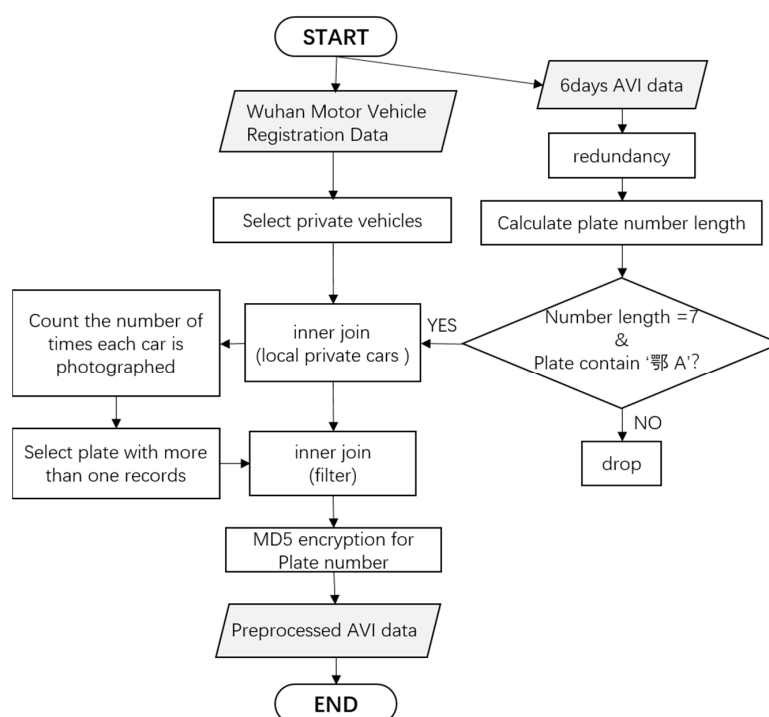 START
6days AVI data
Wuhan Motor Vehicle
Registration Data
redundancy
Select private vehicles
Calculate plate number length
Count the number of
times each car is
photographed
inner join
(local private cars )
YES
Number length =7
&
Plate contain ‘鄂 A’?
NO
Select plate with more
than one records
inner join
(filter)
drop
MD5 encryption for
Plate number
Preprocessed AVI data
END